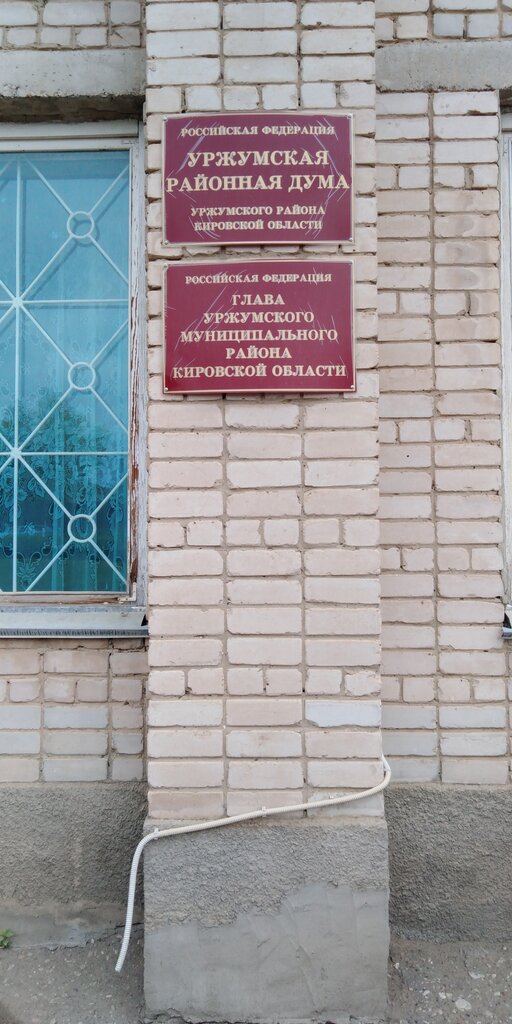 РОССИЙСКАЯ ФЕДЕРАЦИЯ
УРЖУМСКАЯ
РАЙОННАЯ ДУМА
УРЖУМСКОГО РАЙОНА
КИРОВСКОЙ ОБЛАСТИ
РОССИЙСКАЯ ФЕДЕРАЦИЯ
ГЛАВА
УРЖУМСКОГО
МУНИЦИПАЛЬНОГО
РАЙОНА
КИРОВСКОЙ ОБЛАСТИ